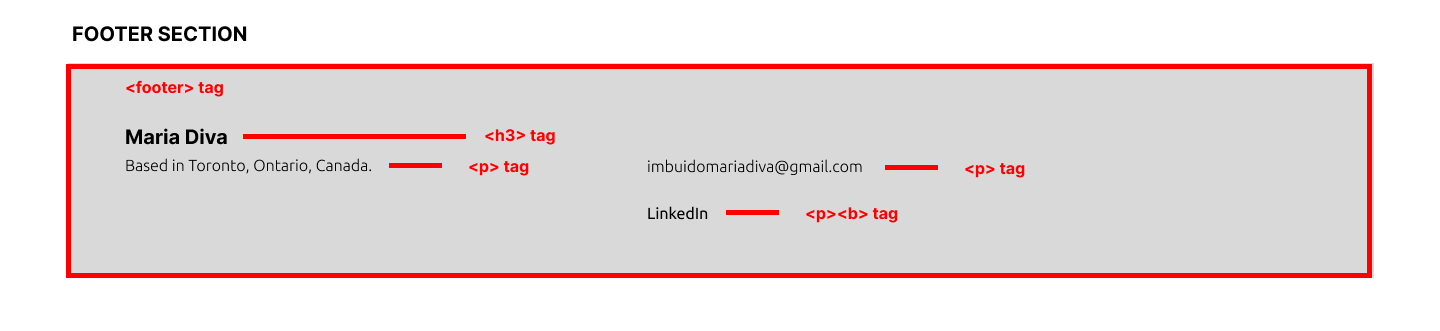 FOOTER SECTION
<footer> tag
Maria Diva
<h3> tag
Based in Toronto, Ontario, Canada.
<p> tag
imbuidomariadiva@gmail.com
<p> tag
LinkedIn
<p><b> tag